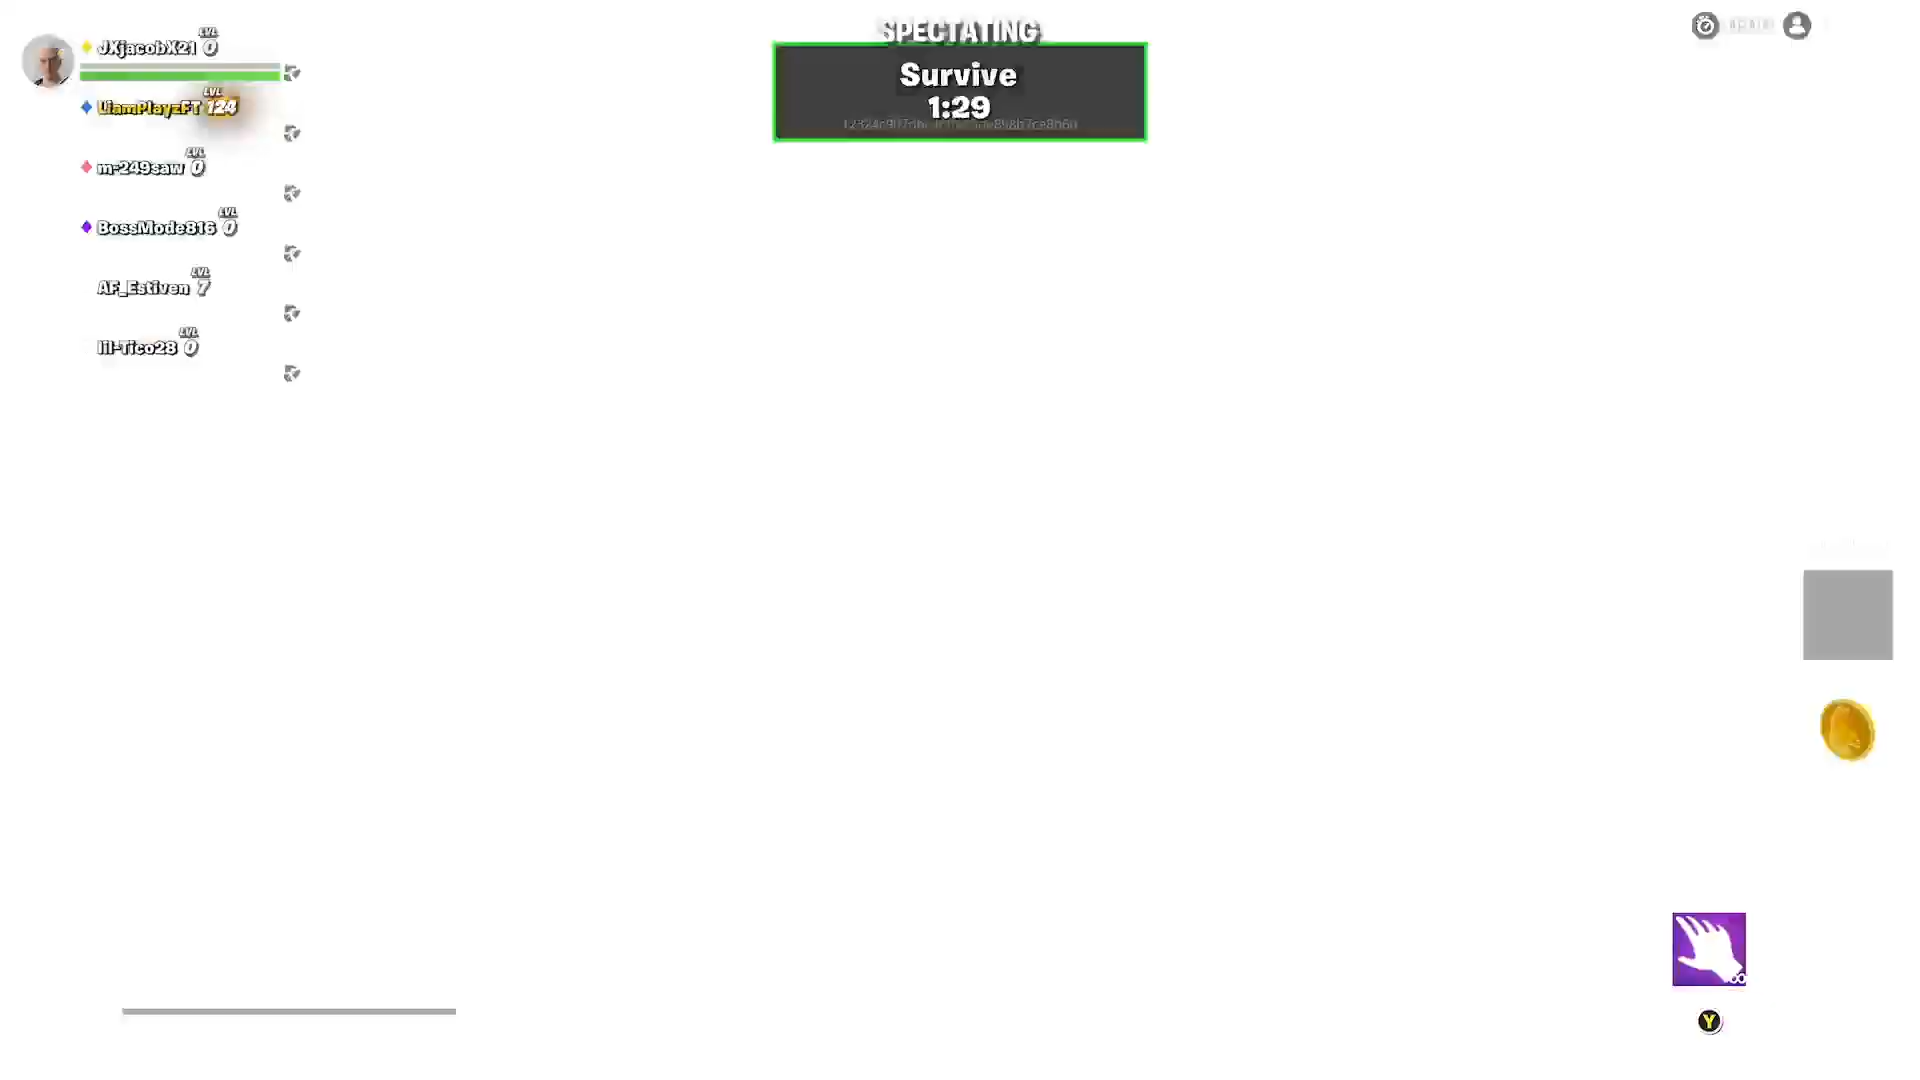 SPECTATING
Survive
1:29
JXjacobX21 LVL 0
LiamPlayzFT LVL 124
m-249saw LVL 0
BossMode816 LVL 0
AF_Estiven LVL 7
lil-Tico28 LVL 0
Y